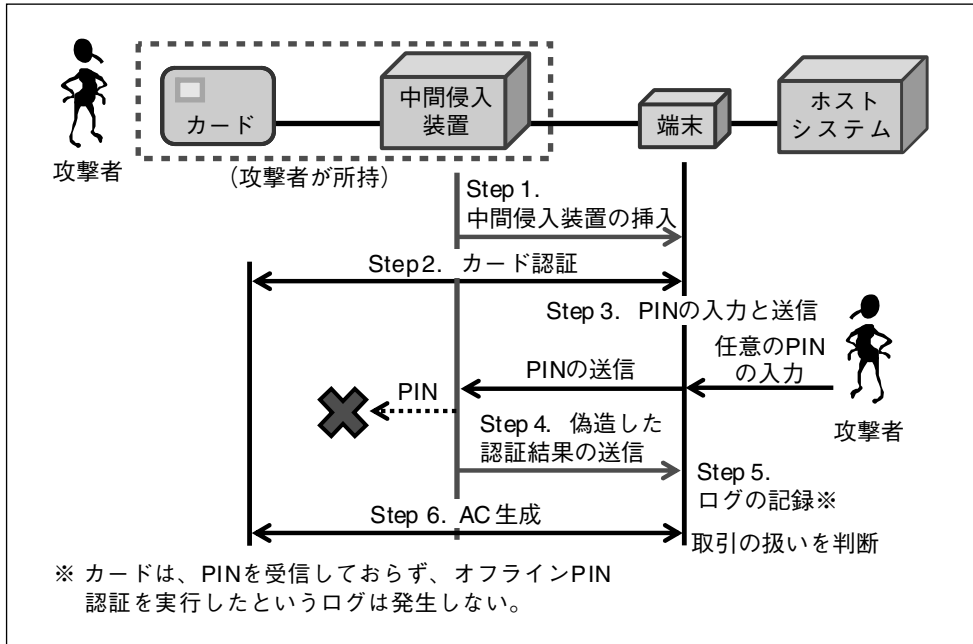 カード
中間侵入
装置
端末
ホスト
システム
攻撃者
（攻撃者が所持）
Step 1.
中間侵入装置の挿入
Step 2. カード認証
Step 3. PINの入力と送信
任意のPIN
の入力
PINの送信
PIN
Step 4. 偽造した
認証結果の送信
攻撃者
Step 5.
ログの記録※
Step 6. AC生成
取引の扱いを判断
※ カードは、PINを受信しておらず、オフラインPIN
認証を実行したというログは発生しない。